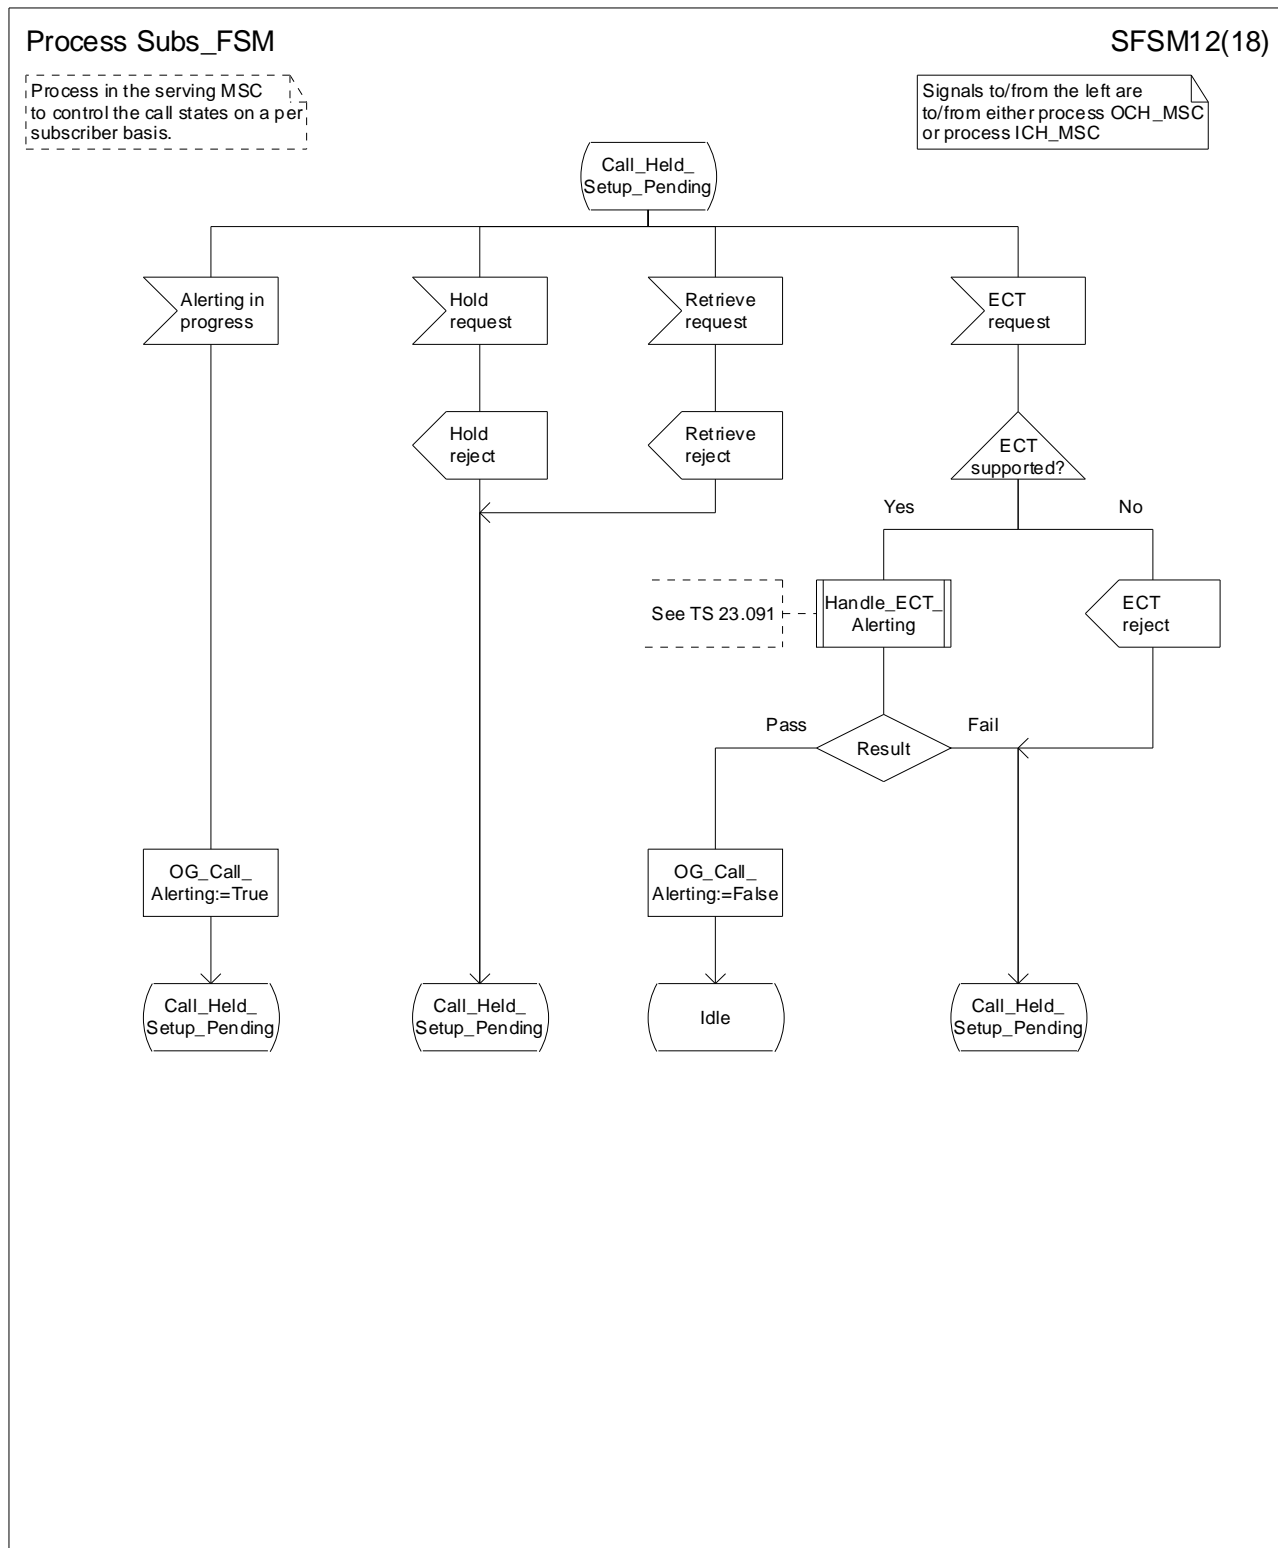 Process Subs_FSM
SFSM12(18)
Process in the serving MSC
to control the call states on a per
subscriber basis.
Signals to/from the left are
to/from either process OCH_MSC
or process ICH_MSC
Call_Held_
Setup_Pending
Alerting in
progress
Hold
request
Retrieve
request
ECT
request
Hold
reject
Retrieve
reject
ECT
supported?
Yes
No
See TS 23.091
Handle_ECT_
Alerting
ECT
reject
Pass
Result
Fail
OG_Call_
Alerting:=True
OG_Call_
Alerting:=False
Call_Held_
Setup_Pending
Call_Held_
Setup_Pending
Idle
Call_Held_
Setup_Pending